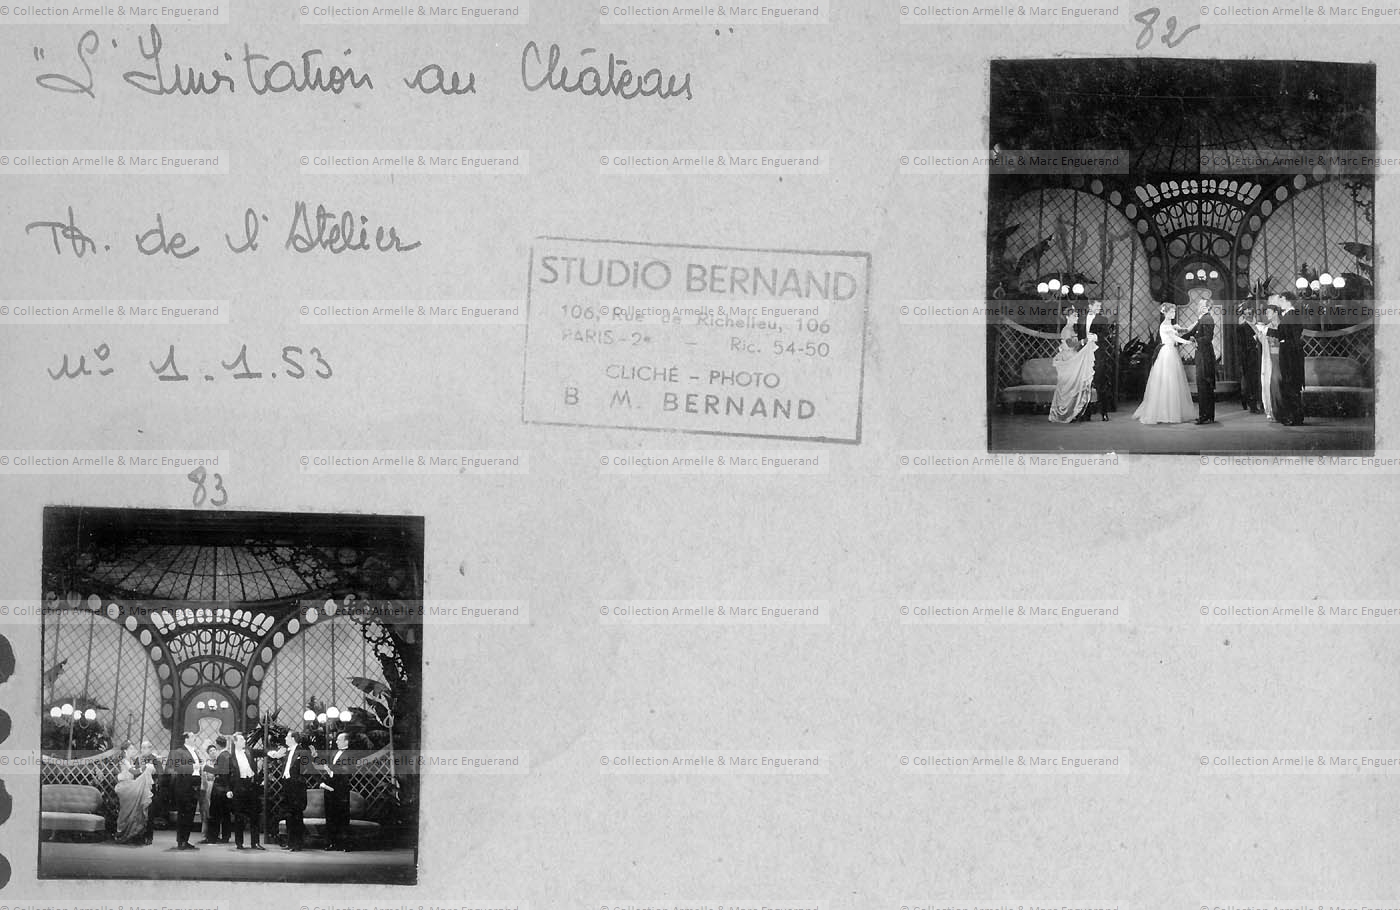 "L'Invitation au Château"
82
Th. de l'Atelier
No 1.1.53
STUDIO BERNAND
106, Rue de Richelieu, 106
PARIS-2e – Ric. 54-50
CLICHÉ – PHOTO
B M. BERNAND
83
© Collection Armelle & Marc Enguerand